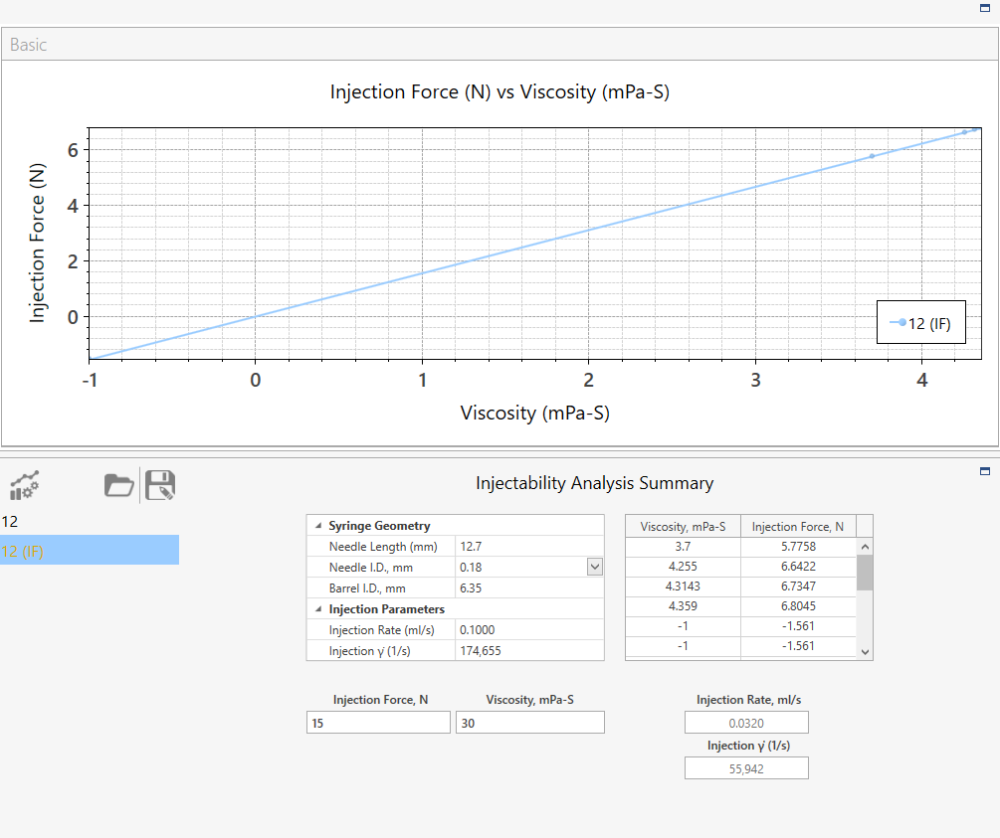 Basic
Injection Force (N) vs Viscosity (mPa-S)
Injection Force (N)
6
4
2
0
-1 0 1 2 3 4
12 (IF)
Viscosity (mPa-S)
Injectability Analysis Summary
12
12 (IF)
Syringe Geometry
Needle Length (mm) 12.7
Needle I.D., mm 0.18
Barrel I.D., mm 6.35
Injection Parameters
Injection Rate (ml/s) 0.1000
Injection γ̇ (1/s) 174,655
Viscosity, mPa-S Injection Force, N
3.7 5.7758
4.255 6.6422
4.3143 6.7347
4.359 6.8045
-1 -1.561
-1 -1.561
Injection Force, N Viscosity, mPa-S
15 30
Injection Rate, ml/s
0.0320
Injection γ̇ (1/s)
55,942